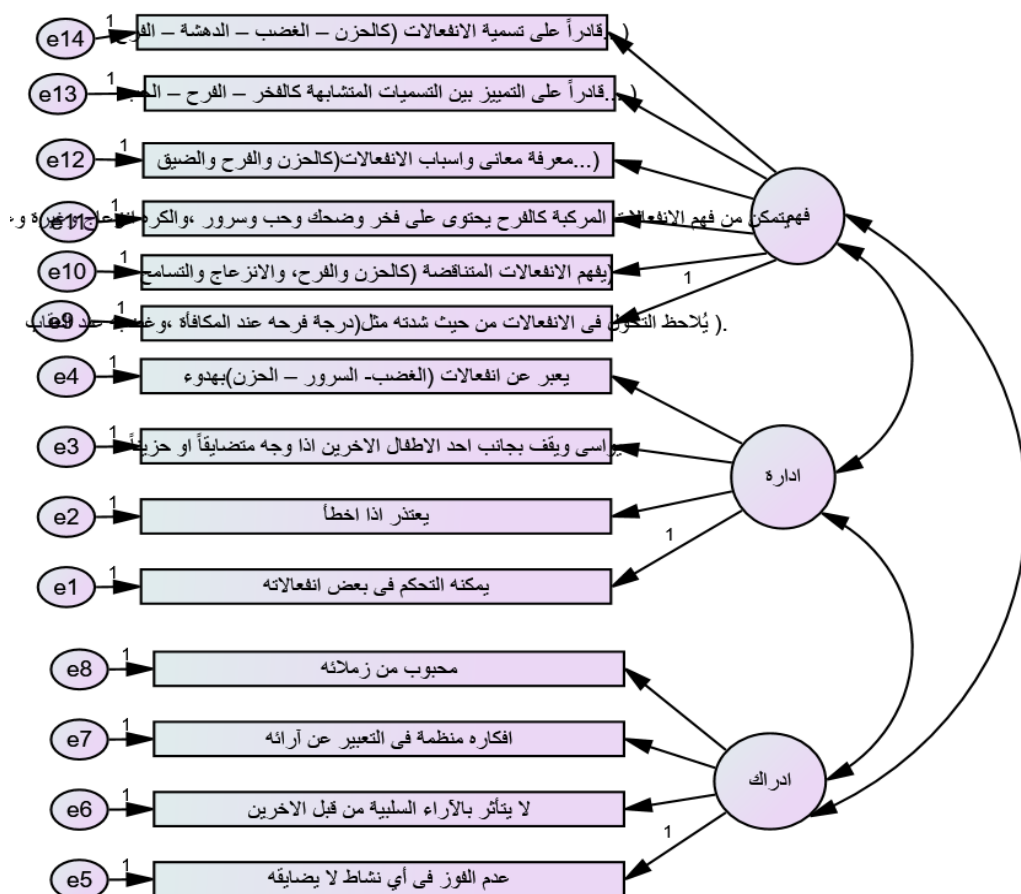 e14 1 قادراً على تسمية الانفعالات (كالحزن – الغضب – الدهشة – الفرح...)
e13 1 قادراً على التمييز بين التسميات المتشابهة كالفخر – الفرح – ...)
e12 1 معرفة معانى واسباب الانفعالات(كالحزن والفرح والضيق...)
فهم
e11 1 يتمكن من فهم الانفعالات المركبة كالفرح يحتوى على فخر وضحك وحب وسرور ،والكره
e10 1 يفهم الانفعالات المتناقضة (كالحزن والفرح، والانزعاج والتسامح)
1
e9 1 يُلاحظ التحول فى الانفعالات من حيث شدته مثل(درجة فرحه عند المكافأة ،وغضبه عند العقاب ).
e4 1 يعبر عن انفعالات (الغضب- السرور – الحزن)بهدوء
e3 1 يواسى ويقف بجانب احد الاطفال الاخرين اذا وجه متضايقاً او حزيناً
ادارة
e2 1 يعتذر اذا اخطأ
1
e1 1 يمكنه التحكم فى بعض انفعالاته
e8 1 محبوب من زملائه
e7 1 افكاره منظمة فى التعبير عن آرائه
ادراك
e6 1 لا يتأثر بالآراء السلبية من قبل الاخرين
1
e5 1 عدم الفوز فى أي نشاط لا يضايقه